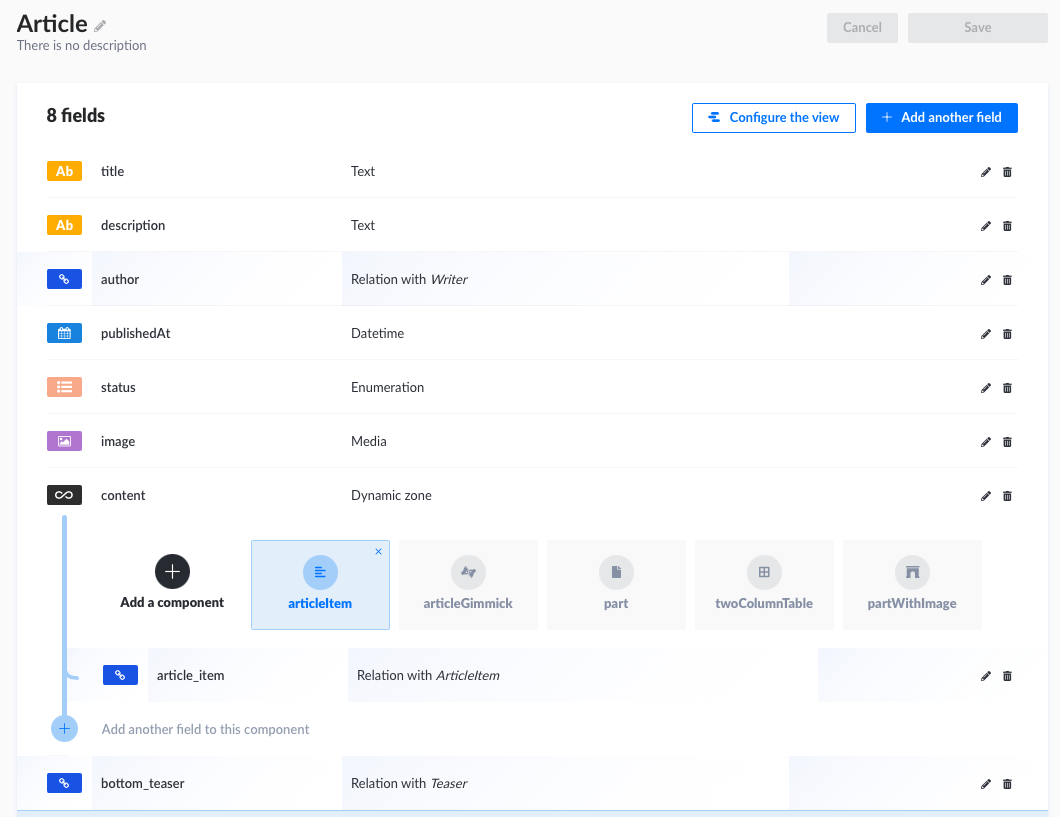 Article
There is no description
Cancel
Save
8 fields
Configure the view
Add another field
Ab title Text
Ab description Text
author Relation with Writer
publishedAt Datetime
status Enumeration
image Media
content Dynamic zone
Add a component
articleItem
articleGimmick
part
twoColumnTable
partWithImage
article_item Relation with ArticleItem
Add another field to this component
bottom_teaser Relation with Teaser